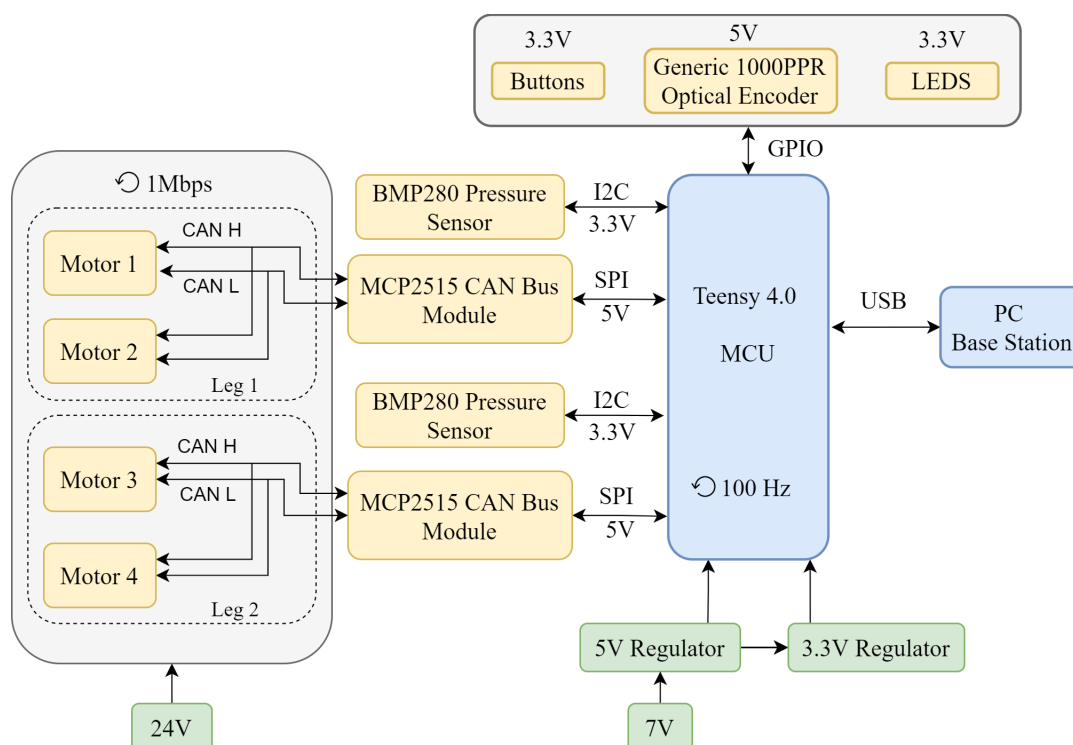 3.3V
5V
3.3V
Buttons
Generic 1000PPR
Optical Encoder
LEDS
GPIO
1Mbps
CAN H
Motor 1
CAN L
Motor 2
Leg 1
CAN H
Motor 3
CAN L
Motor 4
Leg 2
24V
BMP280 Pressure
Sensor
I2C
3.3V
MCP2515 CAN Bus
Module
SPI
5V
BMP280 Pressure
Sensor
I2C
3.3V
MCP2515 CAN Bus
Module
SPI
5V
Teensy 4.0
MCU
100 Hz
USB
PC
Base Station
5V Regulator
3.3V Regulator
7V